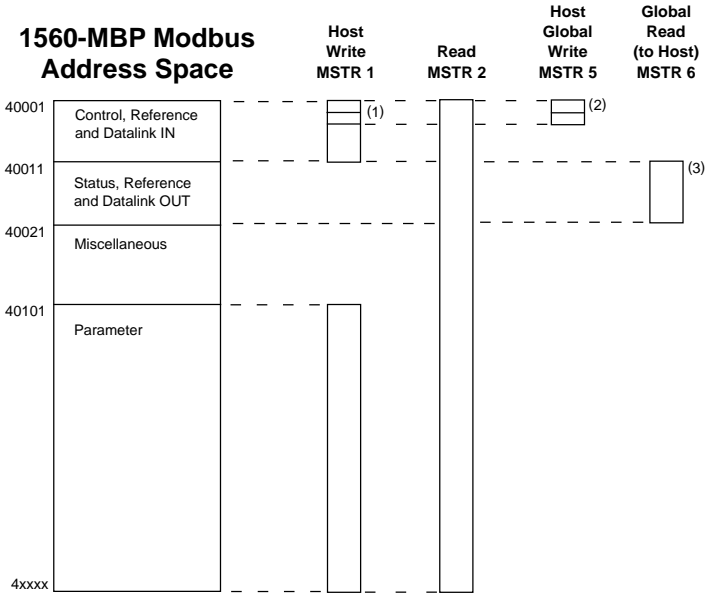 1560-MBP Modbus
Address Space
Host
Write
MSTR 1
Read
MSTR 2
Host
Global
Write
MSTR 5
Global
Read
(to Host)
MSTR 6
40001
Control, Reference
and Datalink IN
(1)
(2)
40011
Status, Reference
and Datalink OUT
(3)
40021
Miscellaneous
40101
Parameter
4xxxx